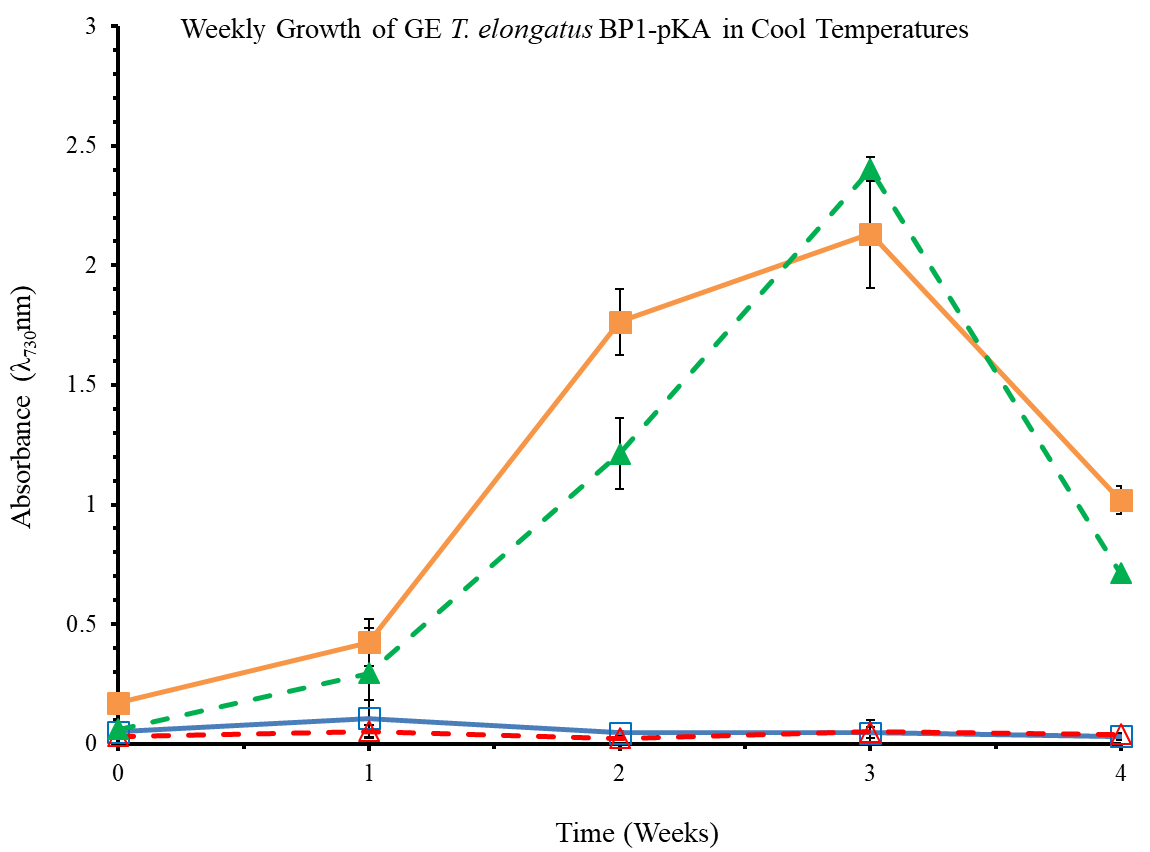 Weekly Growth of GE T. elongatus BP1-pKA in Cool Temperatures
3
2.5
2
1.5
1
0.5
0
Absorbance (λ730nm)
0 1 2 3 4
Time (Weeks)